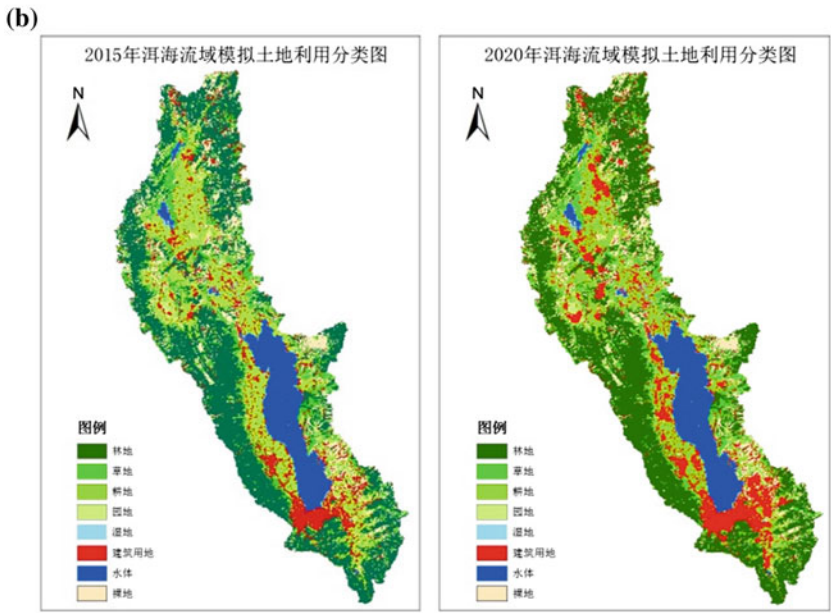 (b)
2015年洱海流域模拟土地利用分类图
N
图例
林地
草地
耕地
园地
湿地
建筑用地
水体
裸地
2020年洱海流域模拟土地利用分类图
N
图例
林地
草地
耕地
园地
湿地
建筑用地
水体
裸地